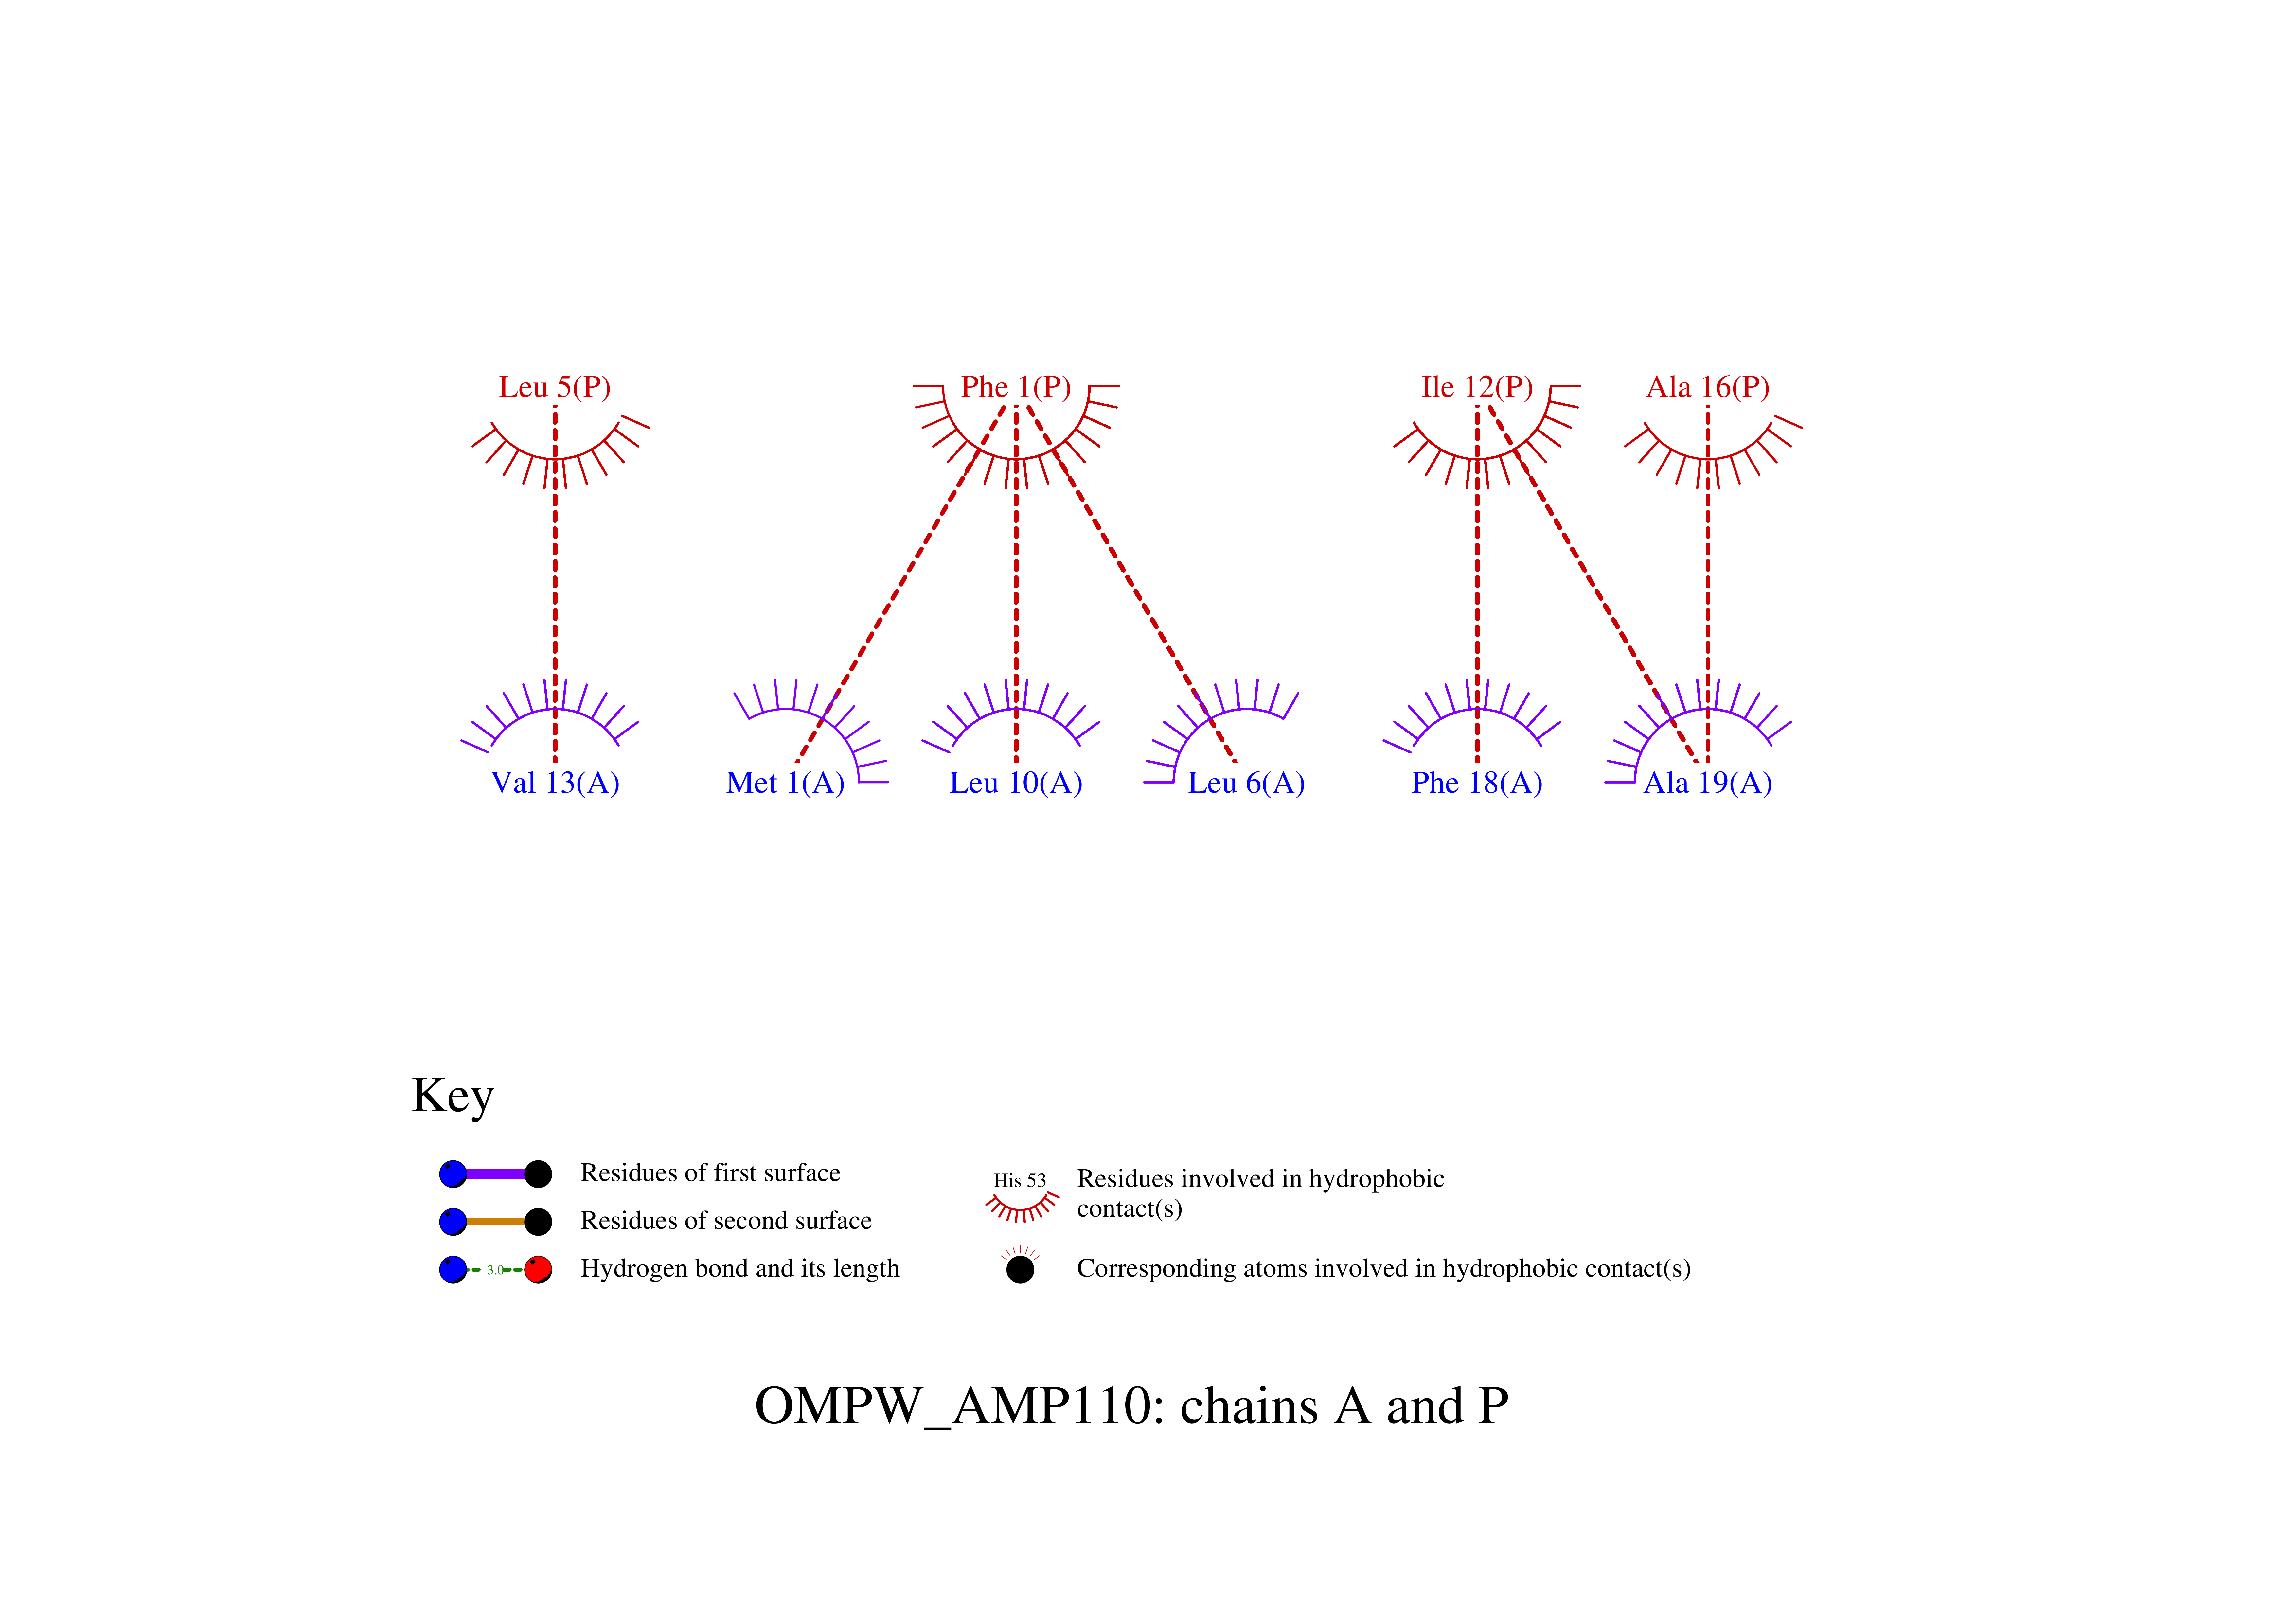 Leu 5(P) Phe 1(P) Ile 12(P) Ala 16(P)
Val 13(A) Met 1(A) Leu 10(A) Leu 6(A) Phe 18(A) Ala 19(A)
Key
Residues of first surface
Residues of second surface
3.0 Hydrogen bond and its length
His 53 Residues involved in hydrophobic
contact(s)
Corresponding atoms involved in hydrophobic contact(s)
OMPW_AMP110: chains A and P